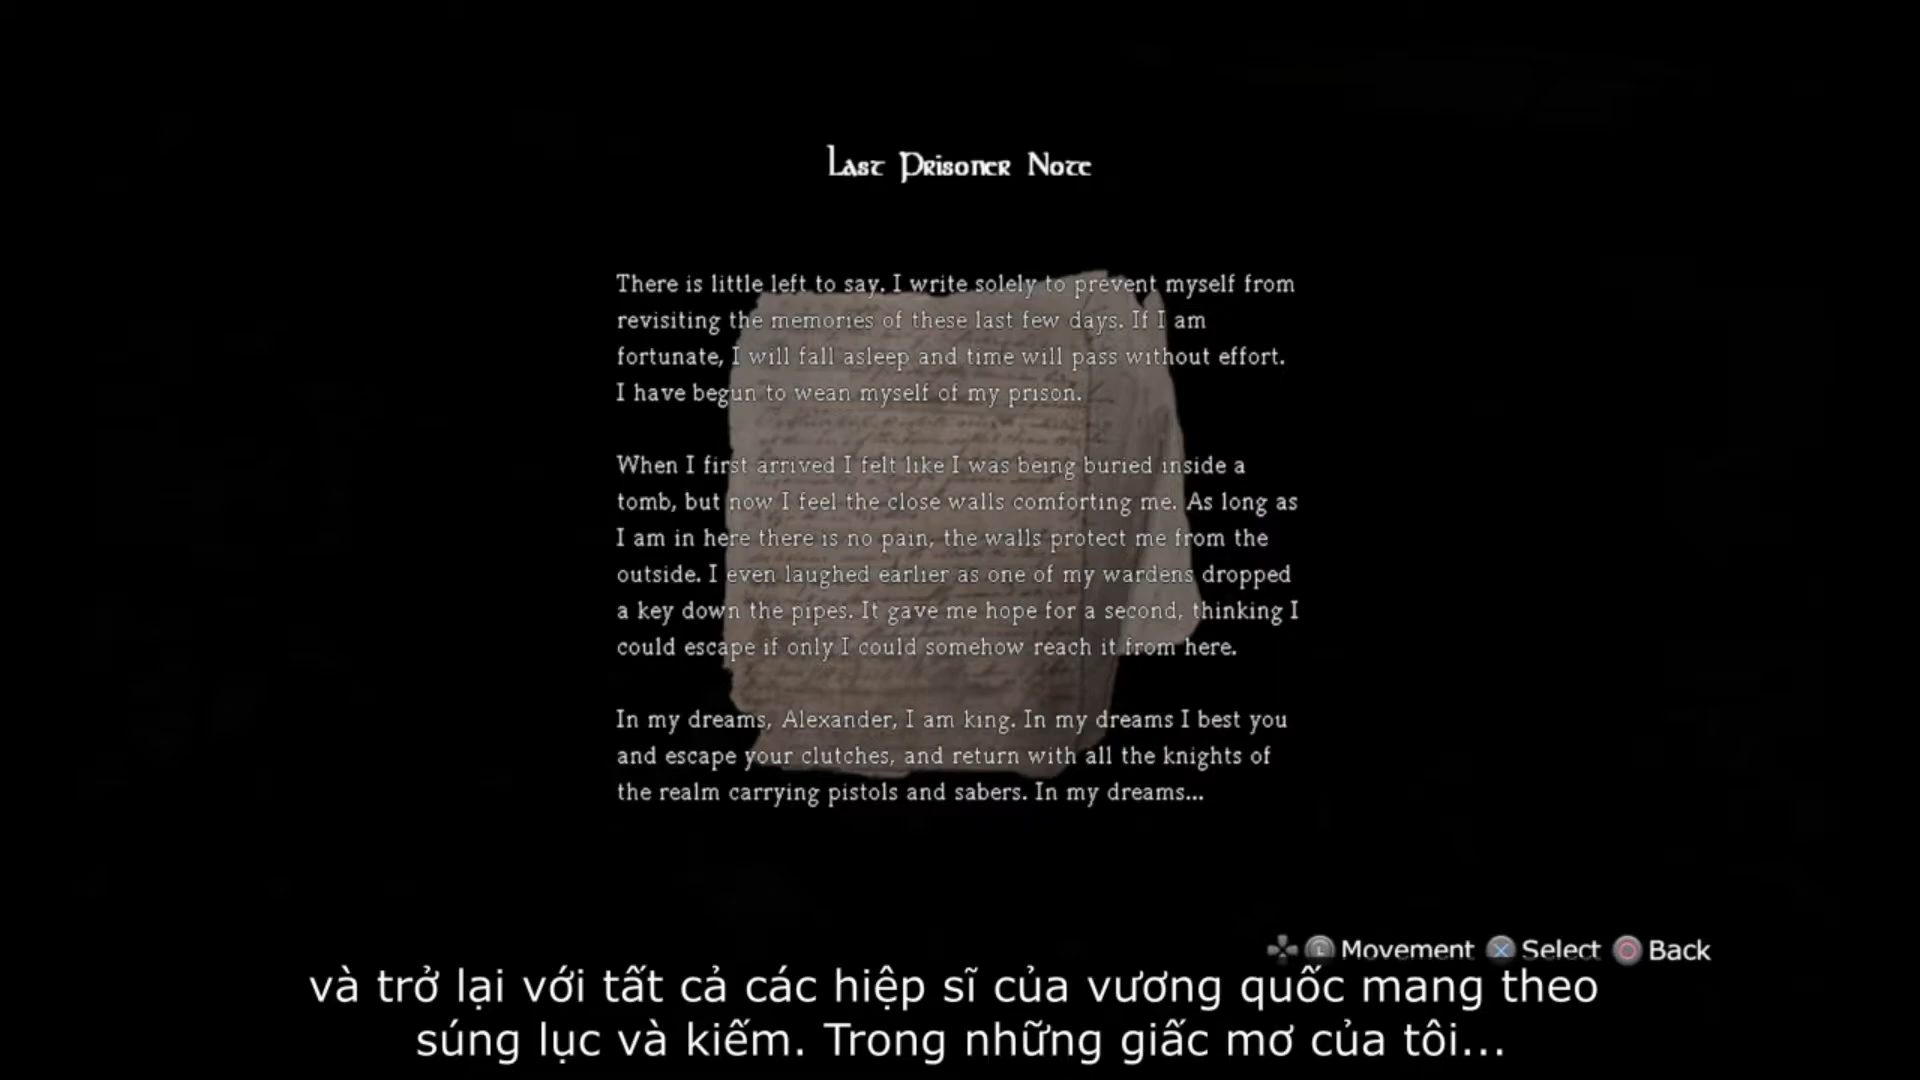 Last Prisoner Note
There is little left to say. I write solely to prevent myself from
revisiting the memories of these last few days. If I am
fortunate, I will fall asleep and time will pass without effort.
I have begun to wean myself of my prison.
When I first arrived I felt like I was being buried inside a
tomb, but now I feel the close walls comforting me. As long as
I am in here there is no pain, the walls protect me from the
outside. I even laughed earlier as one of my wardens dropped
a key down the pipes. It gave me hope for a second, thinking I
could escape if only I could somehow reach it from here.
In my dreams, Alexander, I am king. In my dreams I best you
and escape your clutches, and return with all the knights of
the realm carrying pistols and sabers. In my dreams...
L Movement X Select O Back
và trở lại với tất cả các hiệp sĩ của vương quốc mang theo
súng lục và kiếm. Trong những giấc mơ của tôi...